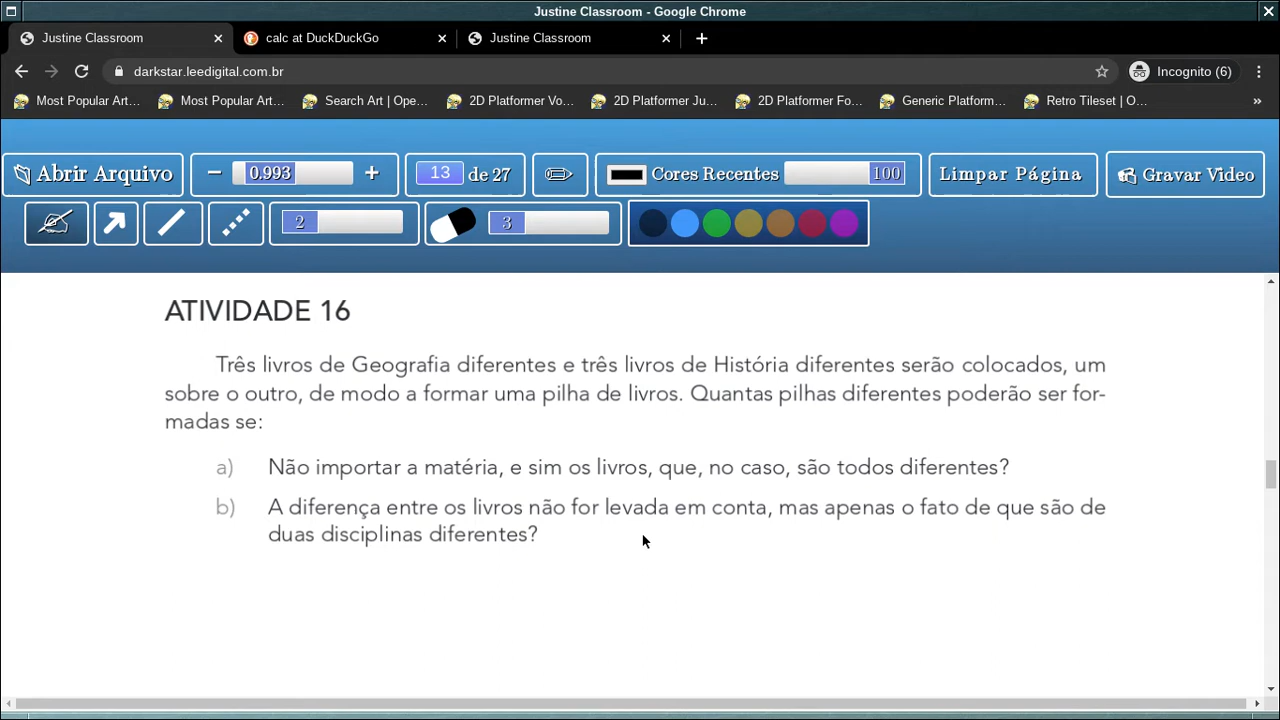 Justine Classroom - Google Chrome
Justine Classroom
calc at DuckDuckGo
Justine Classroom
darkstar.leedigital.com.br
Incognito (6)
Most Popular Art…
Most Popular Art…
Search Art | Ope…
2D Platformer Vo…
2D Platformer Ju…
2D Platformer Fo…
Generic Platform…
Retro Tileset | O…
»
Abrir Arquivo
− 0,993 +
13 de 27
Cores Recentes 100
Limpar Página
Gravar Video
2
3
ATIVIDADE 16
Três livros de Geografia diferentes e três livros de História diferentes serão colocados, um
sobre o outro, de modo a formar uma pilha de livros. Quantas pilhas diferentes poderão ser for-
madas se:
a) Não importar a matéria, e sim os livros, que, no caso, são todos diferentes?
b) A diferença entre os livros não for levada em conta, mas apenas o fato de que são de
duas disciplinas diferentes?